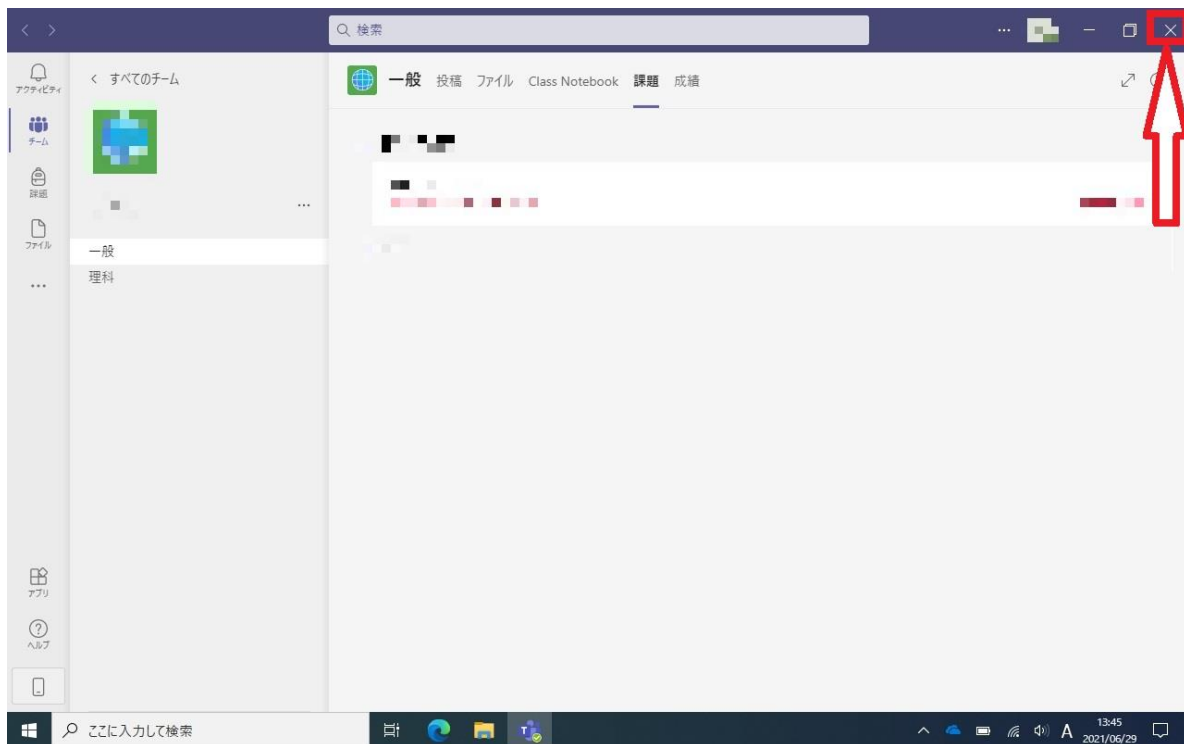 検索
アクティビティ
チーム
課題
ファイル
アプリ
ヘルプ
すべてのチーム
一般
理科
一般 投稿 ファイル Class Notebook 課題 成績
ここに入力して検索
A
13:45
2021/06/29